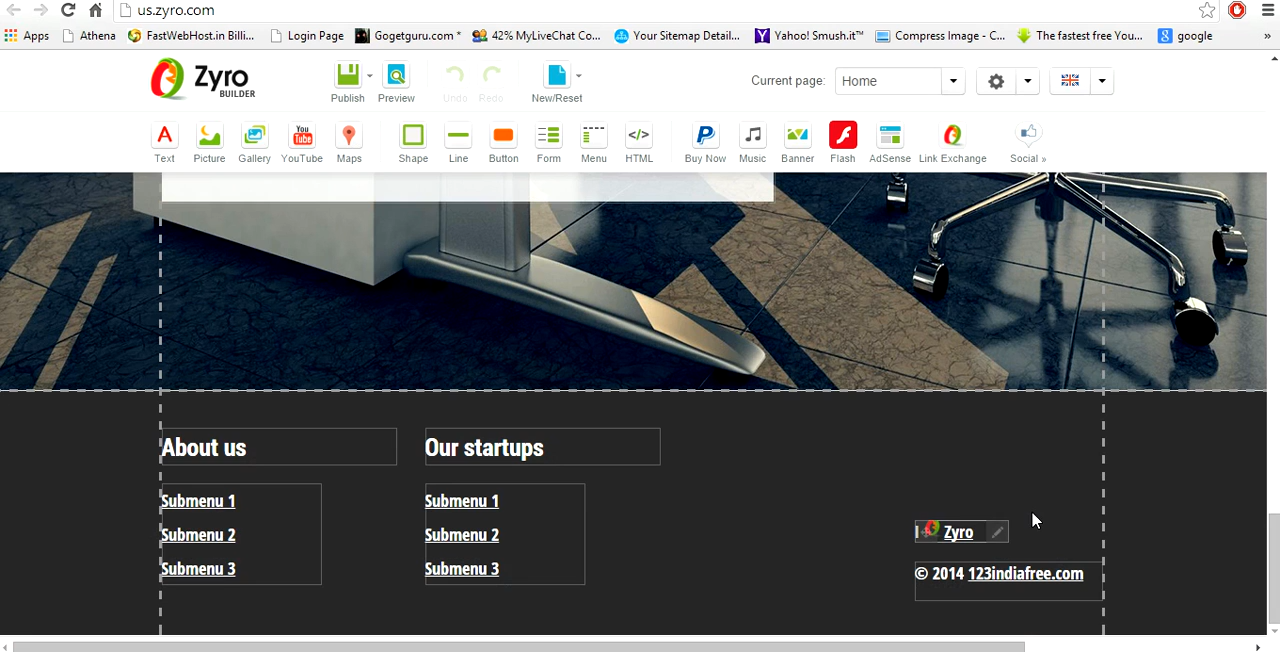 us.zyro.com
Apps Athena FastWebHost.in Billi... Login Page Gogetguru.com * 42% MyLiveChat Co... Your Sitemap Detail... Yahoo! Smush.it™ Compress Image - C... The fastest free You... google »
Zyro
BUILDER
Publish Preview Undo Redo New/Reset
Current page: Home
Text Picture Gallery YouTube Maps Shape Line Button Form Menu HTML Buy Now Music Banner Flash AdSense Link Exchange Social »
About us
Our startups
Submenu 1
Submenu 2
Submenu 3
Submenu 1
Submenu 2
Submenu 3
Zyro
© 2014 123indiafree.com